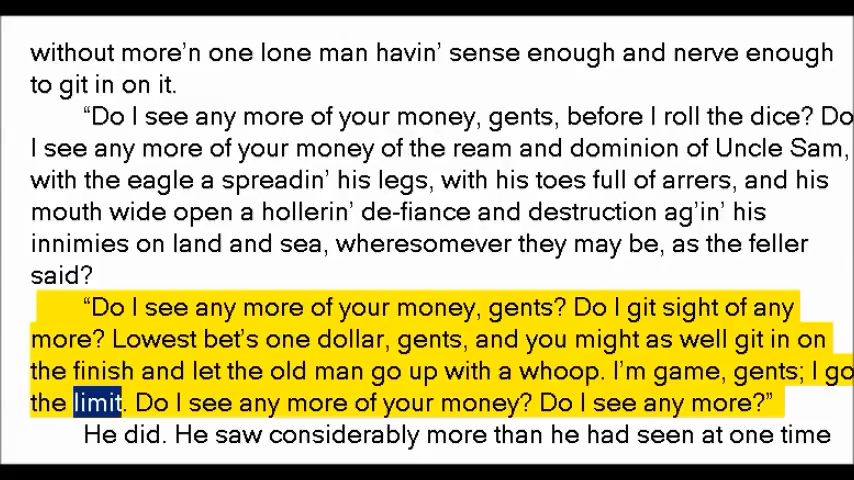 without more’n one lone man havin’ sense enough and nerve enough
to git in on it.
“Do I see any more of your money, gents, before I roll the dice? Do
I see any more of your money of the ream and dominion of Uncle Sam,
with the eagle a spreadin’ his legs, with his toes full of arrers, and his
mouth wide open a hollerin’ de-fiance and destruction ag’in’ his
innimies on land and sea, wheresomever they may be, as the feller
said?
“Do I see any more of your money, gents? Do I git sight of any
more? Lowest bet’s one dollar, gents, and you might as well git in on
the finish and let the old man go up with a whoop. I’m game, gents; I go
the limit. Do I see any more of your money? Do I see any more?”
He did. He saw considerably more than he had seen at one time